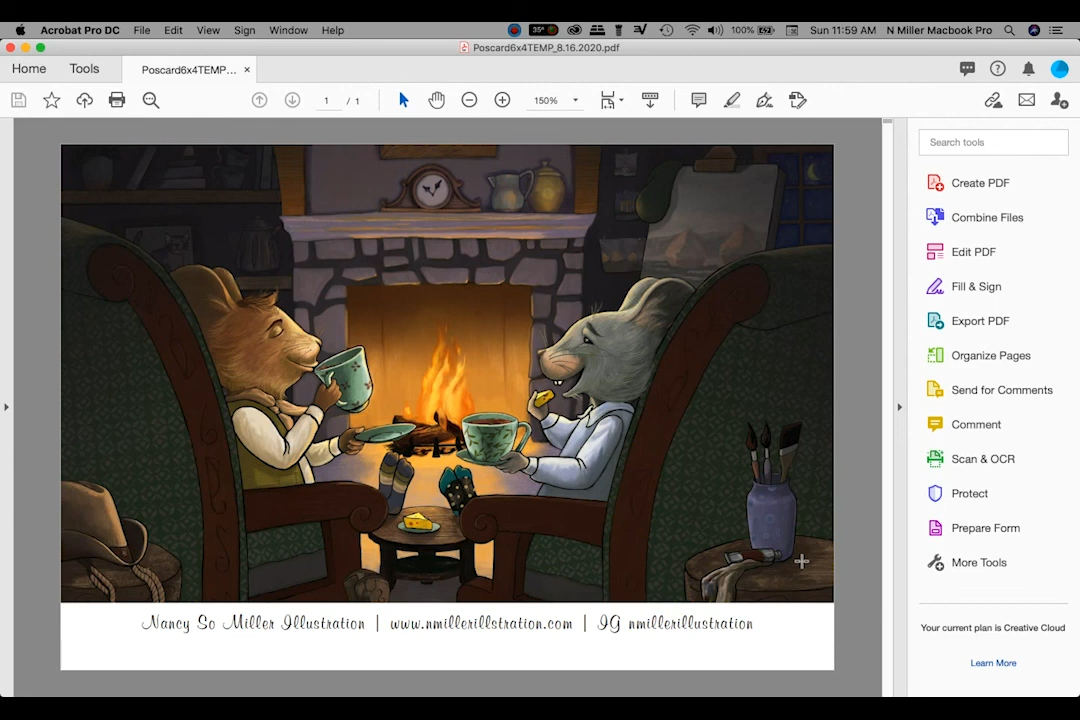 Acrobat Pro DC File Edit View Sign Window Help 35° 100% Sun 11:59 AM N Miller Macbook Pro
Poscard6x4TEMP_8.16.2020.pdf
Home Tools Poscard6x4TEMP... ×
1 / 1 150%
Search tools
Create PDF
Combine Files
Edit PDF
Fill & Sign
Export PDF
Organize Pages
Send for Comments
Comment
Scan & OCR
Protect
Prepare Form
More Tools
Your current plan is Creative Cloud
Learn More
Nancy So Miller Illustration | www.nmillerillstration.com | IG nmillerillustration